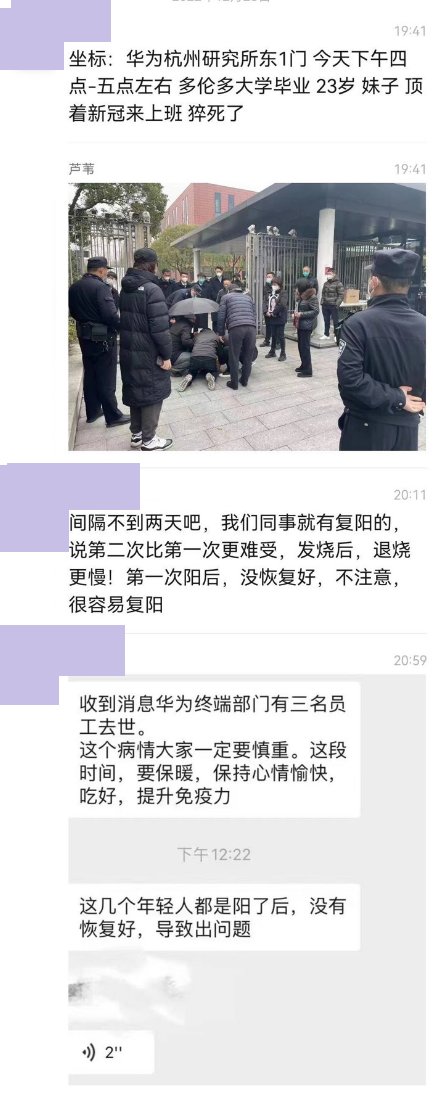 19:41
坐标：华为杭州研究所东1门 今天下午四
点-五点左右 多伦多大学毕业 23岁 妹子 顶
着新冠来上班 猝死了
芦苇
19:41
20:11
间隔不到两天吧，我们同事就有复阳的，
说第二次比第一次更难受，发烧后，退烧
更慢！第一次阳后，没恢复好，不注意，
很容易复阳
20:59
收到消息华为终端部门有三名员
工去世。
这个病情大家一定要慎重。这段
时间，要保暖，保持心情愉快，
吃好，提升免疫力
下午 12:22
这几个年轻人都是阳了后，没有
恢复好，导致出问题
2''